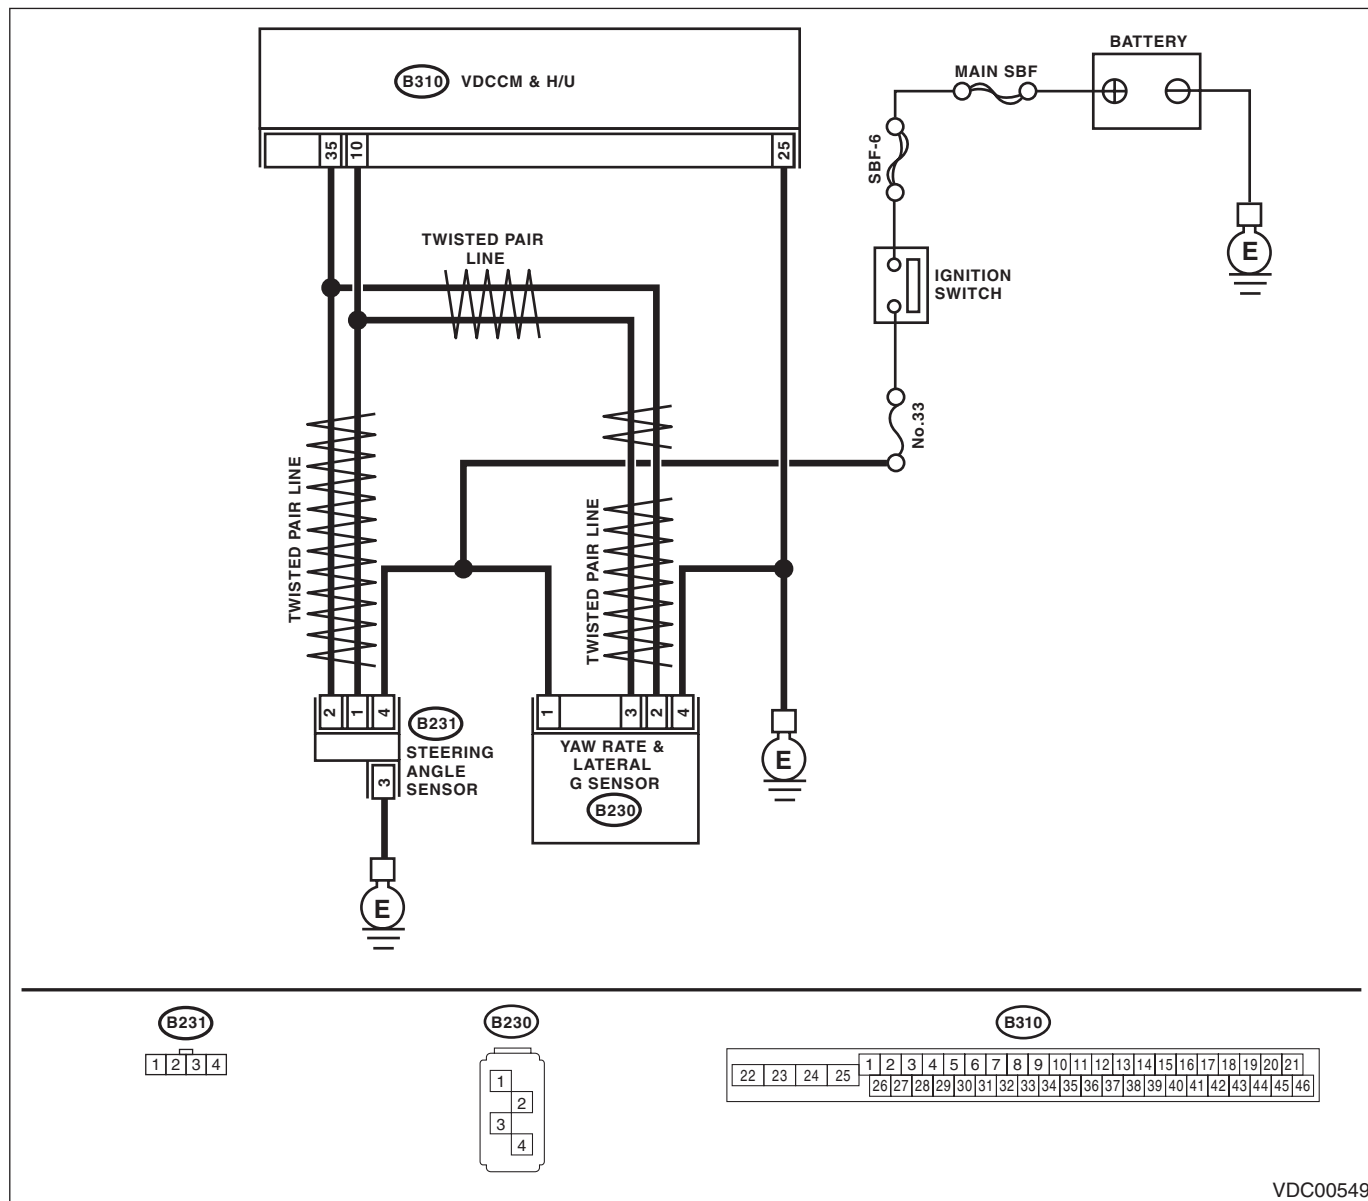 BATTERY
MAIN SBF
B310 VDCCM & H/U
35 10 25
SBF-6
TWISTED PAIR
LINE
E
IGNITION
SWITCH
No.33
TWISTED PAIR LINE
TWISTED PAIR LINE
2 1 4
1 3 2 4
B231
STEERING
ANGLE
SENSOR
3
YAW RATE &
LATERAL
G SENSOR
B230
E
E
B231
1 2 3 4
B230
1
2
3
4
B310
22 23 24 25
1 2 3 4 5 6 7 8 9 10 11 12 13 14 15 16 17 18 19 20 21
26 27 28 29 30 31 32 33 34 35 36 37 38 39 40 41 42 43 44 45 46
VDC00549